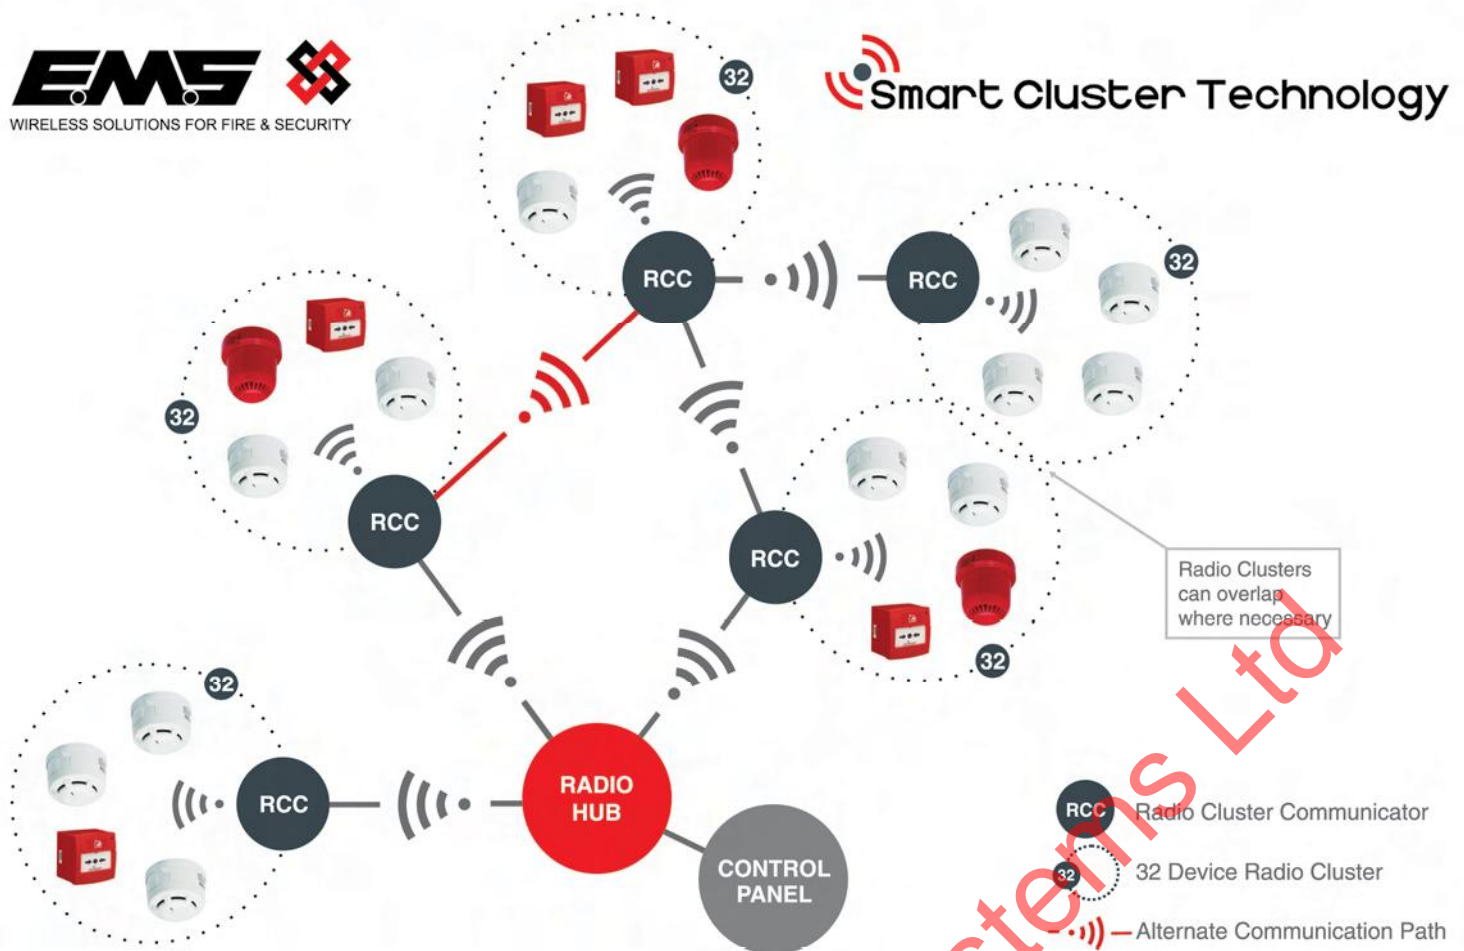 EMS
WIRELESS SOLUTIONS FOR FIRE & SECURITY
Smart Cluster Technology
32
RCC
RCC
32
32
RCC
RCC
32
Radio Clusters
can overlap
where necessary
32
RCC
RADIO
HUB
CONTROL
PANEL
RCC Radio Cluster Communicator
32 32 Device Radio Cluster
Alternate Communication Path
stems Ltd